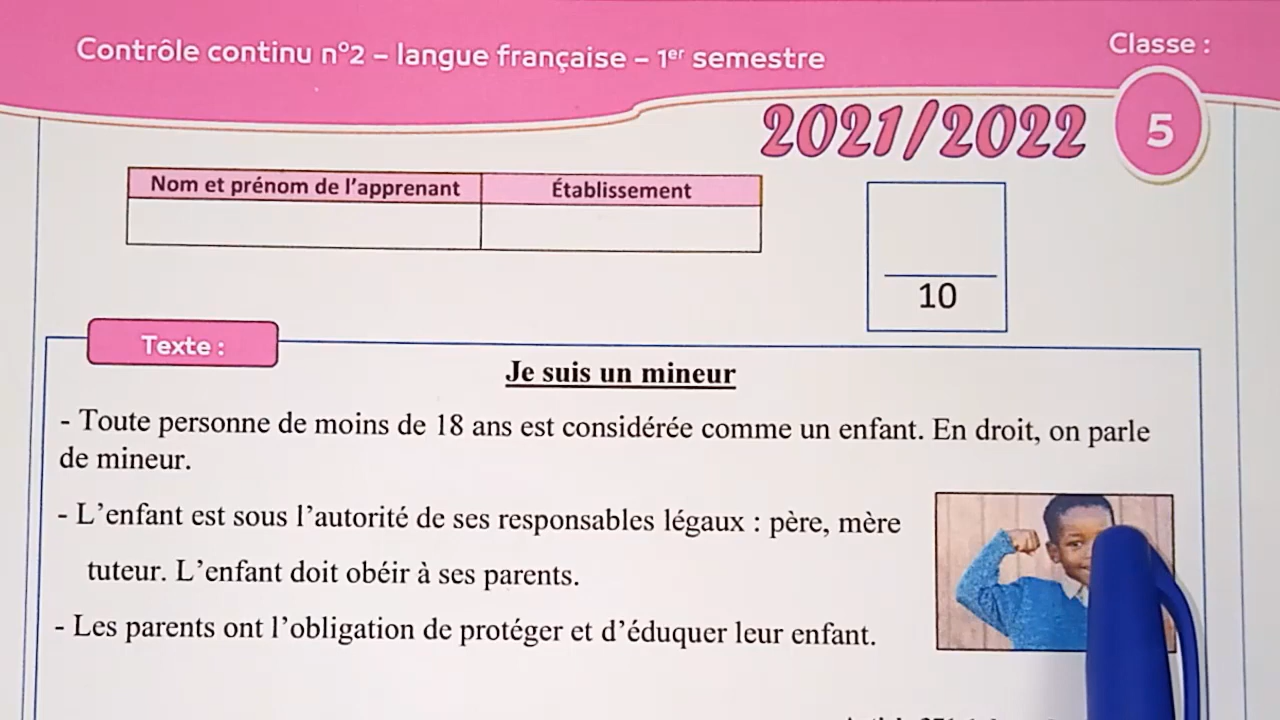 Contrôle continu n°2 – langue française – 1er semestre
Classe :
2021/2022
5
Nom et prénom de l'apprenant
Établissement
10
Texte :
Je suis un mineur
- Toute personne de moins de 18 ans est considérée comme un enfant. En droit, on parle
de mineur.
- L'enfant est sous l'autorité de ses responsables légaux : père, mère
tuteur. L'enfant doit obéir à ses parents.
- Les parents ont l'obligation de protéger et d'éduquer leur enfant.